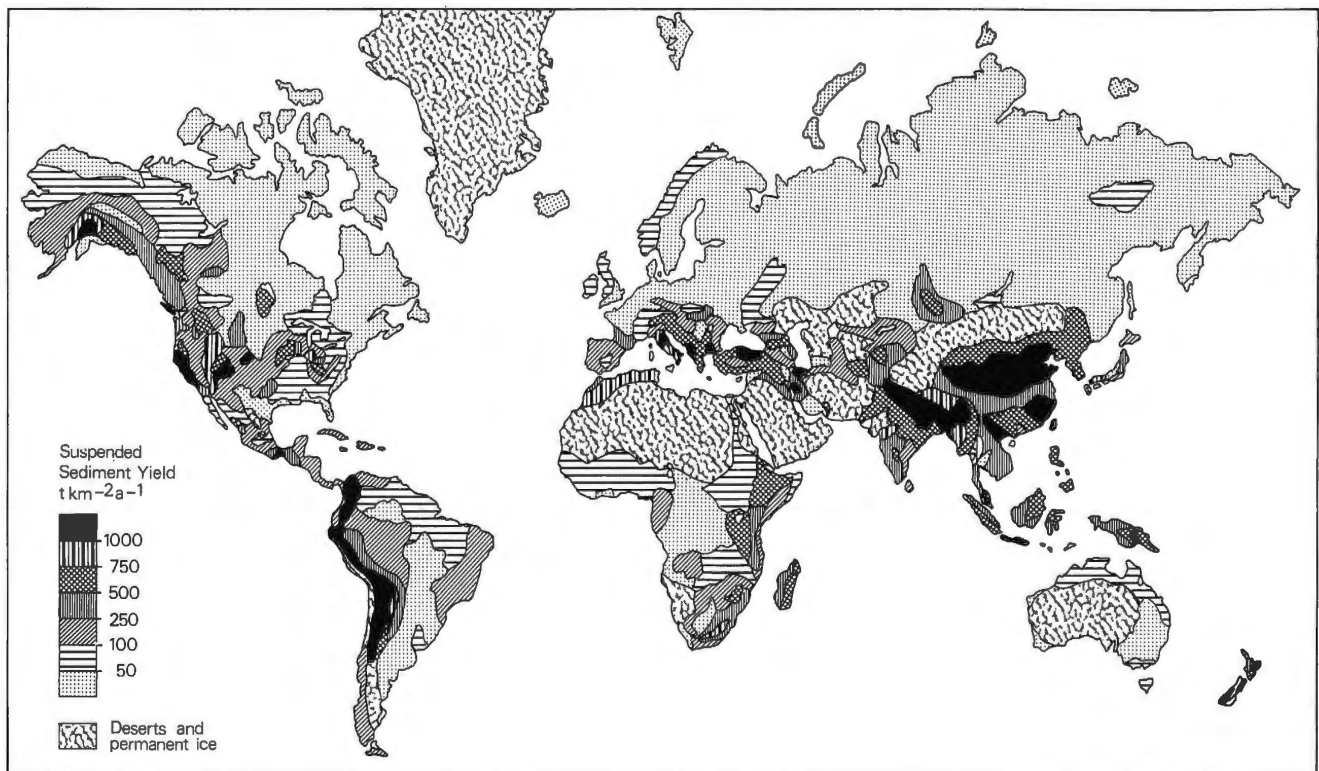 Suspended
Sediment Yield
t km−2a−1
1000
750
500
250
100
50
Deserts and
permanent ice